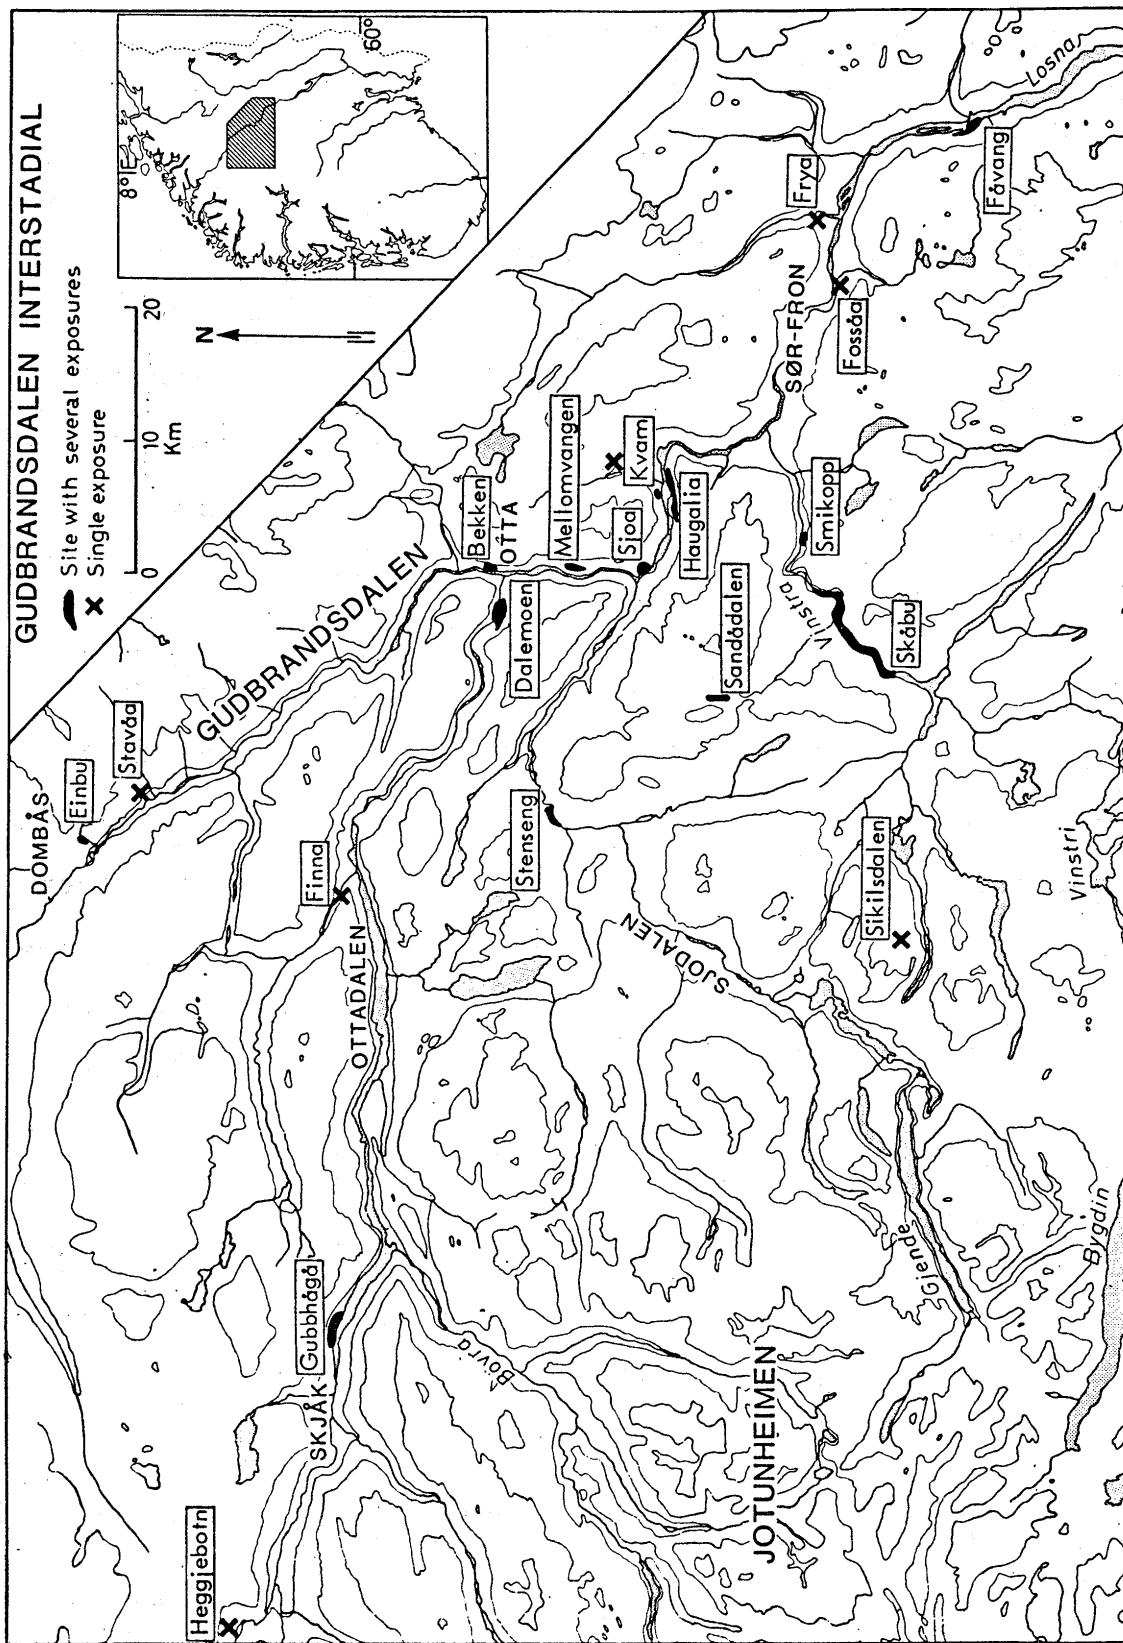 GUDBRANDSDALEN INTERSTADIAL
Site with several exposures
Single exposure
0
10
20
Km
N
8°E
60°
DOMBÅS
Einbu
Stavåa
GUDBRANDSDALEN
Finna
OTTADALEN
Heggjebotn
SKJÅK
Gubbhågå
Bøvra
JOTUNHEIMEN
Gjende
Bygdin
Vinstri
Sikilsdalen
SJODALEN
Stenseng
Dalemoen
Bekken
OTTA
Mellomvangen
Sjoa
Kvam
Haugalia
Sandådalen
Vinstra
Smikopp
Skåbu
SØR-FRON
Fossåa
Frya
Fåvang
Losna